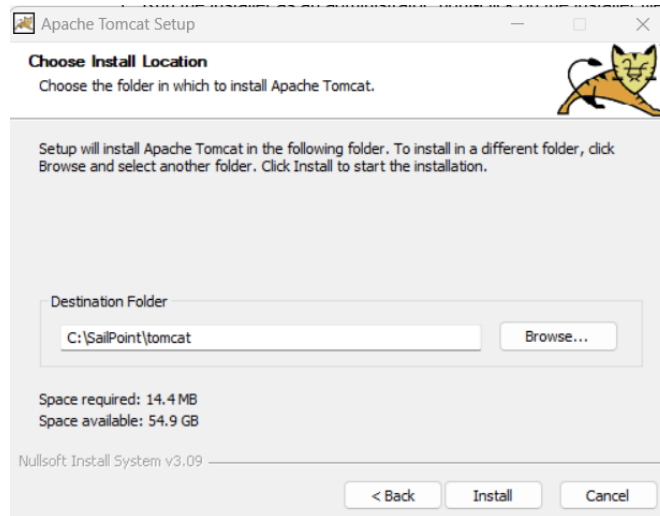 Apache Tomcat Setup
Choose Install Location
Choose the folder in which to install Apache Tomcat.
Setup will install Apache Tomcat in the following folder. To install in a different folder, click
Browse and select another folder. Click Install to start the installation.
Destination Folder
C:\SailPoint\tomcat
Browse...
Space required: 14.4 MB
Space available: 54.9 GB
Nullsoft Install System v3.09
< Back
Install
Cancel